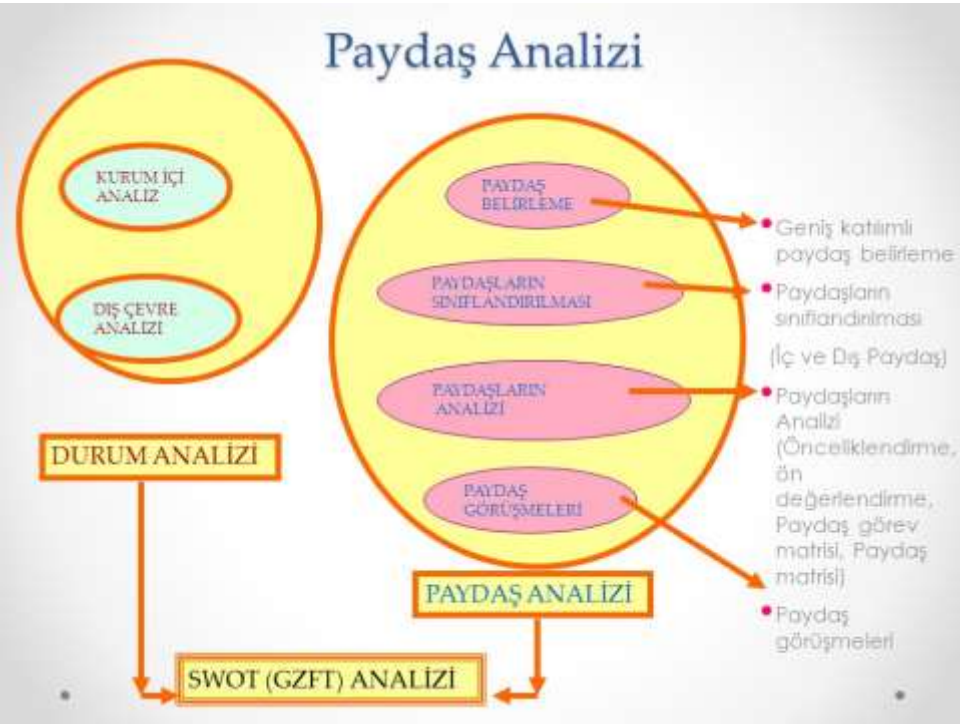 Paydaş Analizi
KURUM İÇİ
ANALİZ
DIŞ ÇEVRE
ANALİZİ
DURUM ANALİZİ
PAYDAŞ
BELİRLEME
PAYDAŞLARIN
SINIFLANDIRILMASI
PAYDAŞLARIN
ANALİZİ
PAYDAŞ
GÖRÜŞMELERİ
PAYDAŞ ANALİZİ
SWOT (GZFT) ANALİZİ
Geniş katılımlı
paydaş belirleme
Paydaşların
sınıflandırılması
(İç ve Dış Paydaş)
Paydaşların
Analizi
(Önceliklendirme,
ön
değerlendirme,
Paydaş görev
matrisi, Paydaş
matrisi)
Paydaş
görüşmeleri